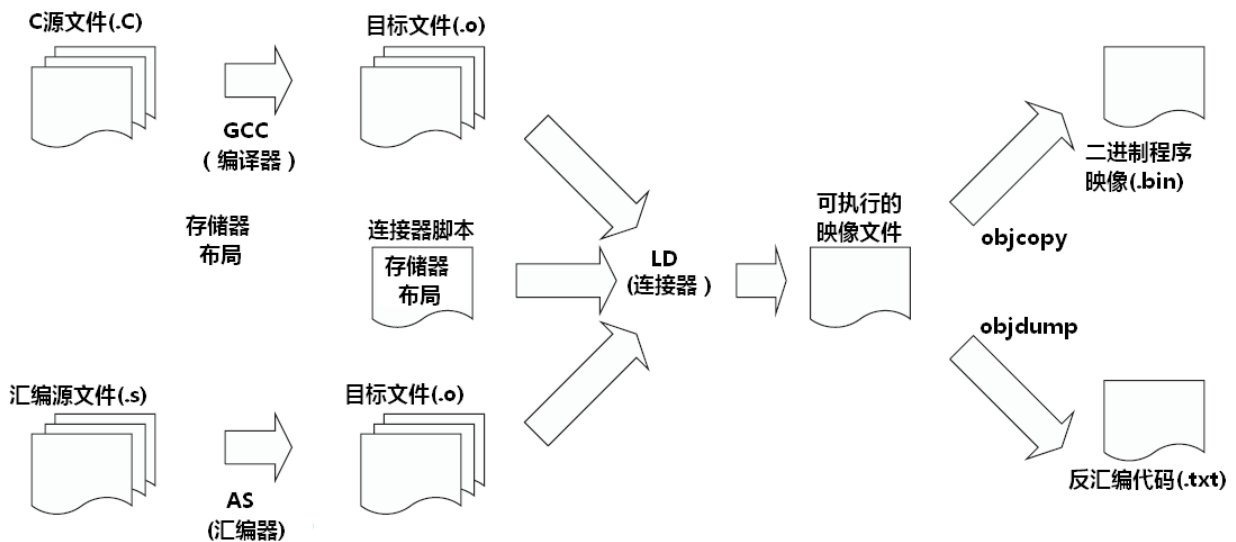 C源文件(.C)
目标文件(.o)
GCC
（编译器）
二进制程序
映像(.bin)
存储器
布局
连接器脚本
存储器
布局
LD
(连接器）
可执行的
映像文件
objcopy
objdump
汇编源文件(.s)
目标文件(.o)
AS
(汇编器)
反汇编代码(.txt)